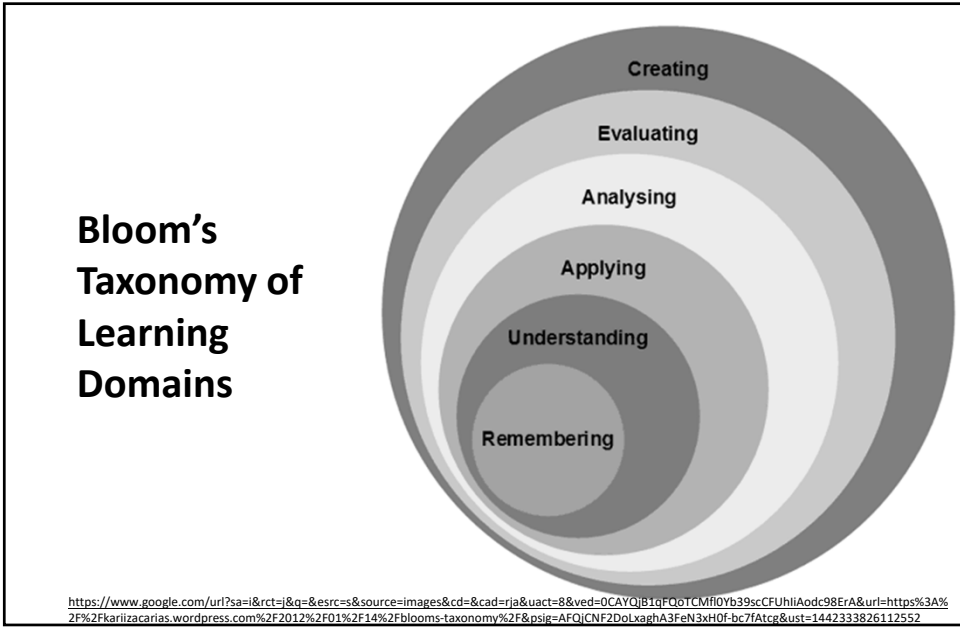 Bloom’s
Taxonomy of
Learning
Domains
Creating
Evaluating
Analysing
Applying
Understanding
Remembering
https://www.google.com/url?sa=i&rct=j&q=&esrc=s&source=images&cd=&cad=rja&uact=8&ved=0CAYQjB1qFQoTCMfl0Yb39scCFUhIiAodc98ErA&url=https%3A%
2F%2Fkariizacarias.wordpress.com%2F2012%2F01%2F14%2Fblooms-taxonomy%2F&psig=AFQjCNF2DoLxaghA3FeN3xH0f-bc7fAtcg&ust=1442333826112552